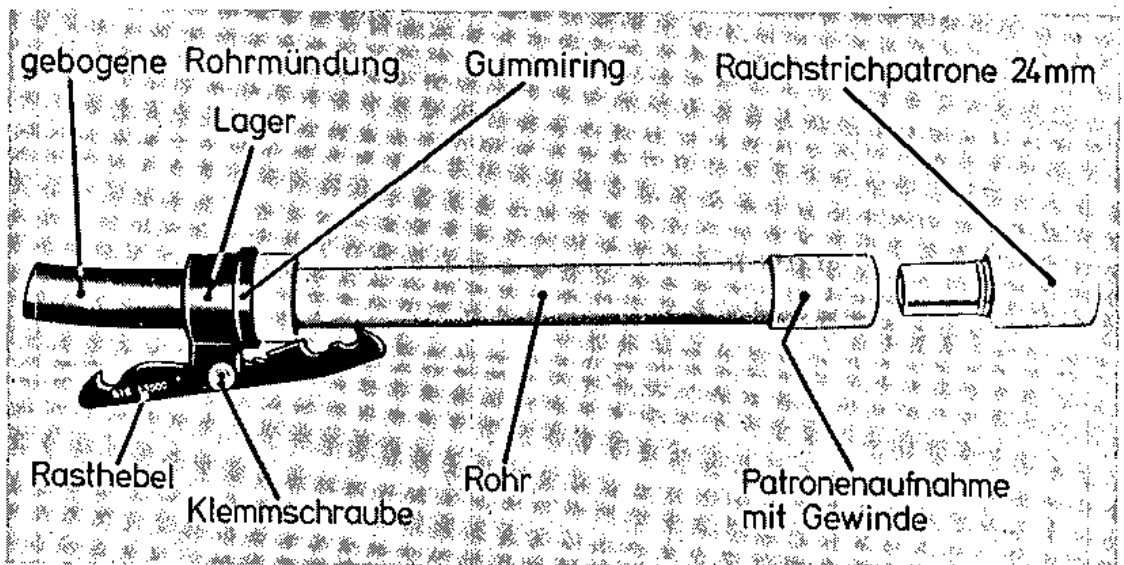 gebogene Rohrmündung
Gummiring
Rauchstrichpatrone 24mm
Lager
Rasthebel
Klemmschraube
Rohr
Patronenaufnahme
mit Gewinde